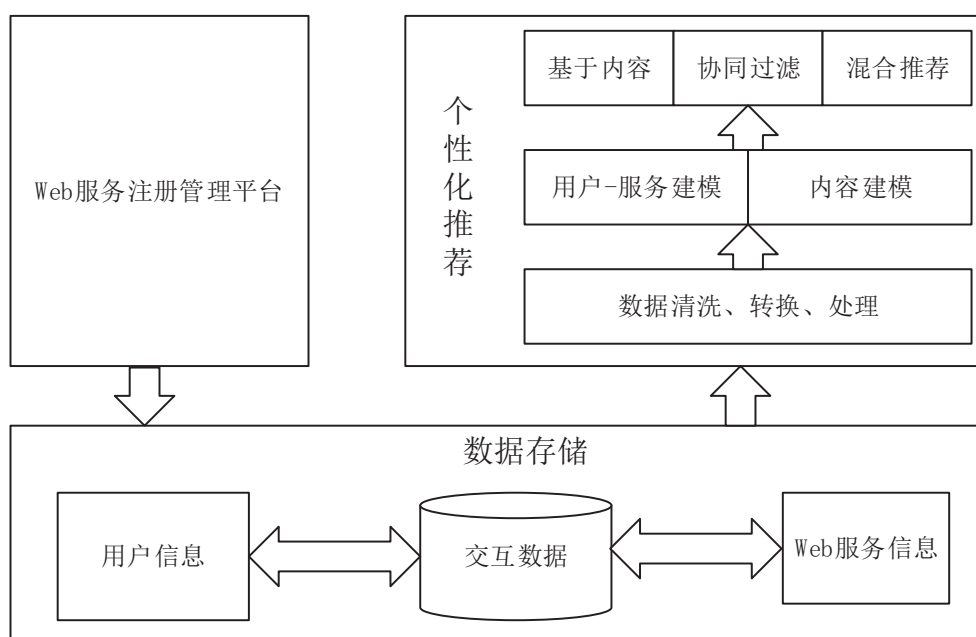 Web服务注册管理平台
个性化推荐
基于内容
协同过滤
混合推荐
用户-服务建模
内容建模
数据清洗、转换、处理
数据存储
用户信息
交互数据
Web服务信息